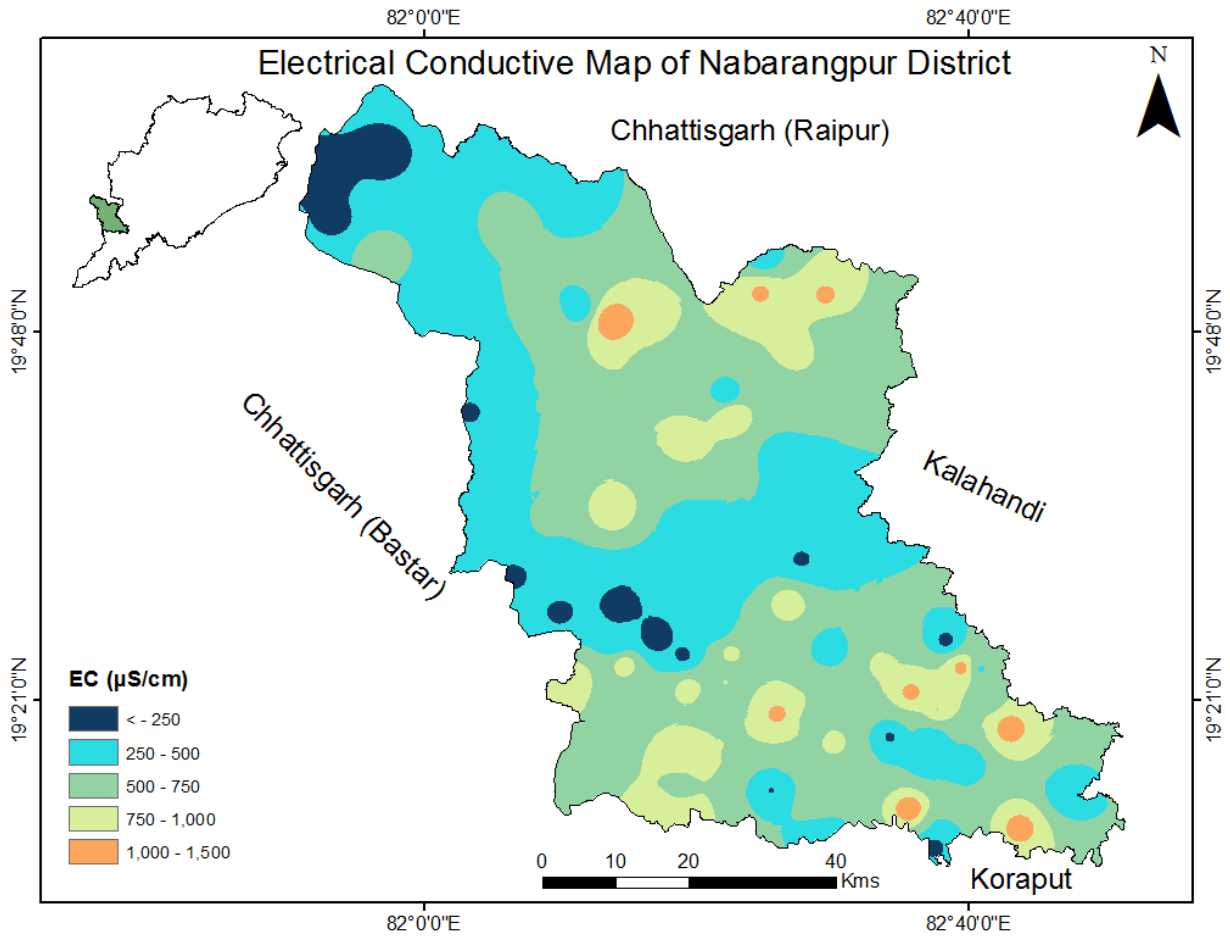 82°0'0"E
82°40'0"E
Electrical Conductive Map of Nabarangpur District
N
Chhattisgarh (Raipur)
19°48'0"N
19°48'0"N
Chhattisgarh (Bastar)
Kalahandi
EC (µS/cm)
< - 250
250 - 500
500 - 750
750 - 1,000
1,000 - 1,500
19°21'0"N
19°21'0"N
0 10 20 40
Kms
Koraput
82°0'0"E
82°40'0"E